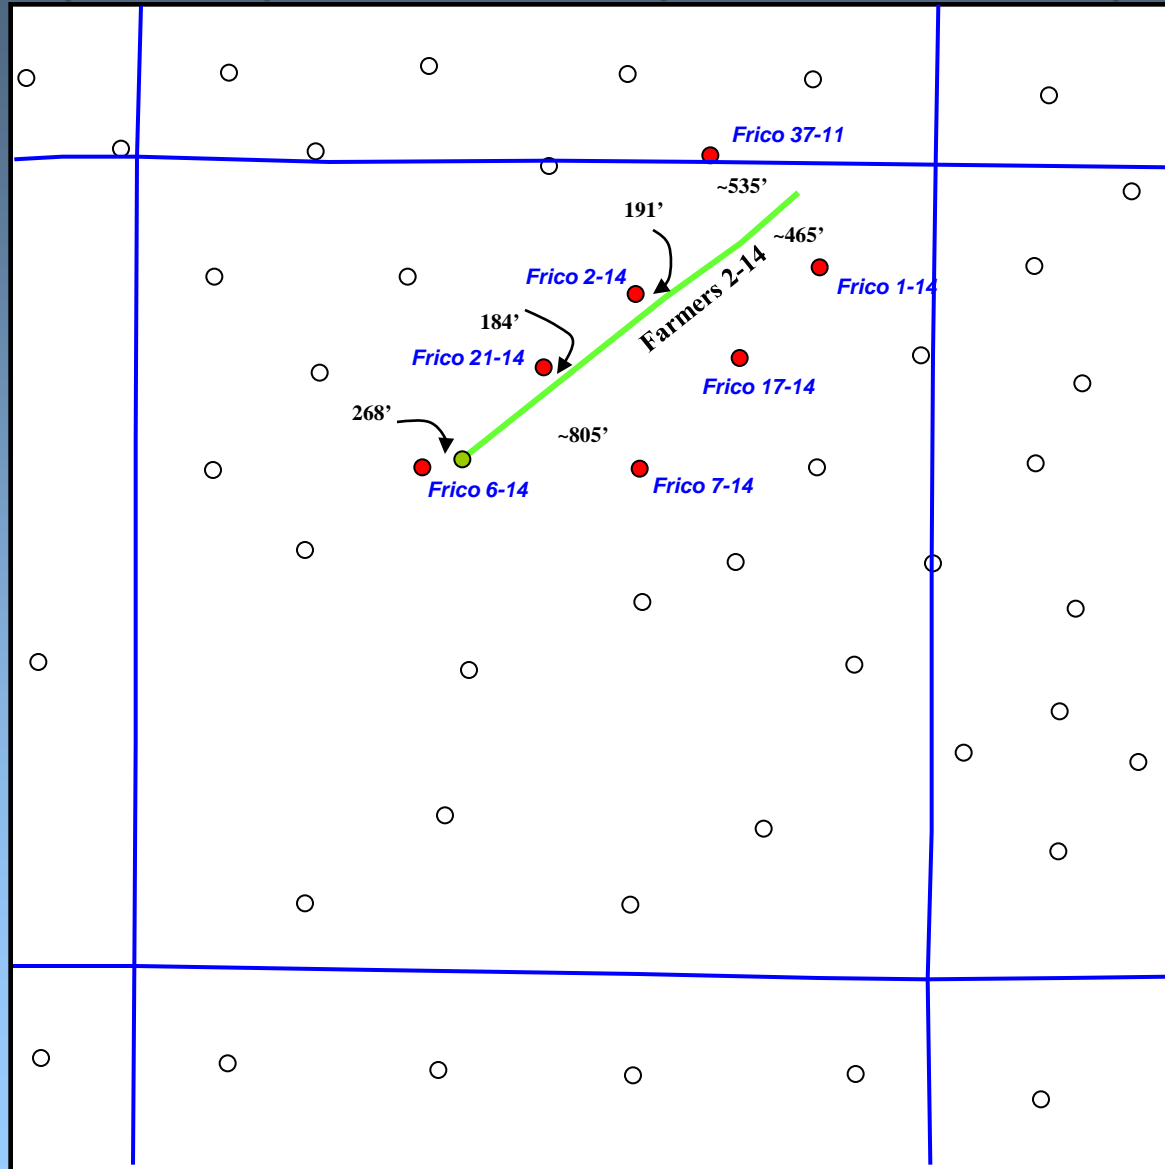 Frico 37-11
~535’
191’
~465’
Frico 2-14
Frico 1-14
Farmers 2-14
184’
Frico 21-14
Frico 17-14
268’
~805’
Frico 6-14
Frico 7-14